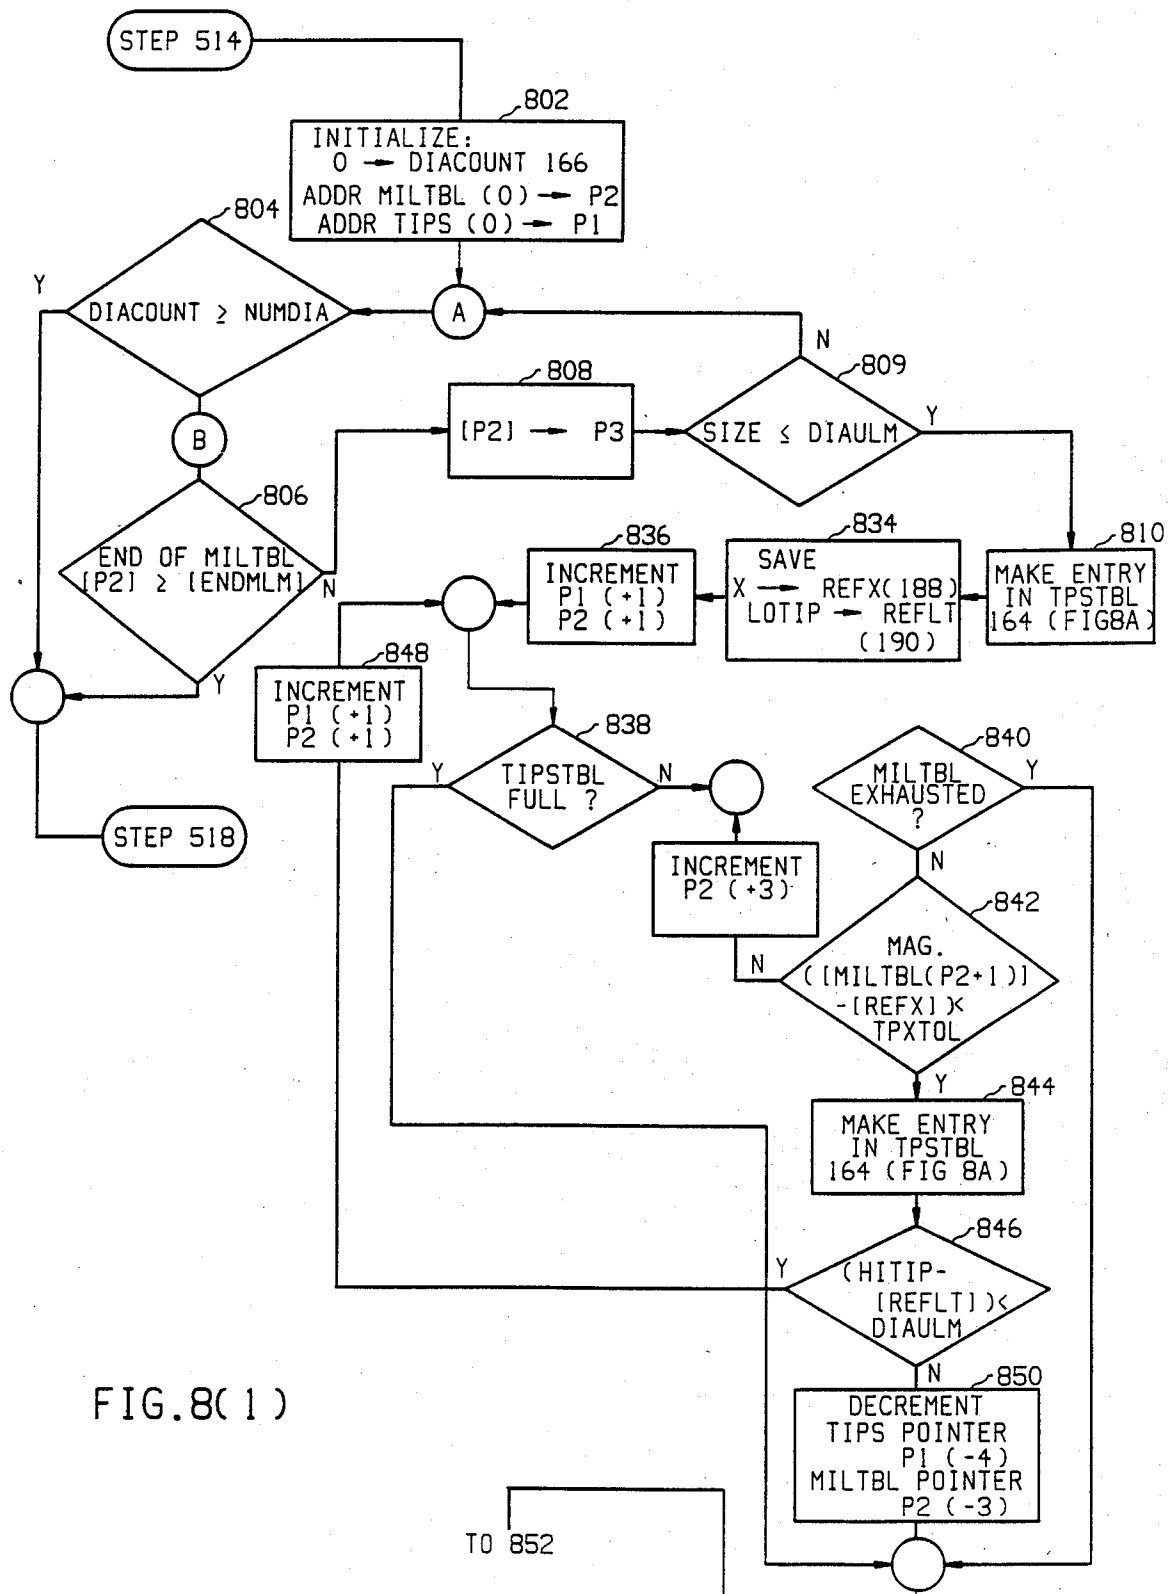 STEP 514
802
INITIALIZE:
0 → DIACOUNT 166
ADDR MILTBL (0) → P2
ADDR TIPS (0) → P1
804
Y
DIACOUNT ≥ NUMDIA
A
N
809
808
[P2] → P3
SIZE ≤ DIAULM
Y
B
806
END OF MILTBL
[P2] ≥ [ENDMLM]
N
Y
836
INCREMENT
P1 (+1)
P2 (+1)
834
SAVE
X → REFX(188)
LOTIP → REFLT
(190)
810
MAKE ENTRY
IN TPSTBL
164 (FIG8A)
848
INCREMENT
P1 (+1)
P2 (+1)
838
Y
TIPSTBL
FULL ?
N
840
MILTBL
EXHAUSTED
?
Y
N
STEP 518
INCREMENT
P2 (+3)
842
MAG.
([MILTBL(P2+1)]
-[REFX])<
TPXTOL
N
Y
844
MAKE ENTRY
IN TPSTBL
164 (FIG 8A)
846
Y
(HITIP-
[REFLT])<
DIAULM
N
850
DECREMENT
TIPS POINTER
P1 (-4)
MILTBL POINTER
P2 (-3)
FIG.8(1)
TO 852